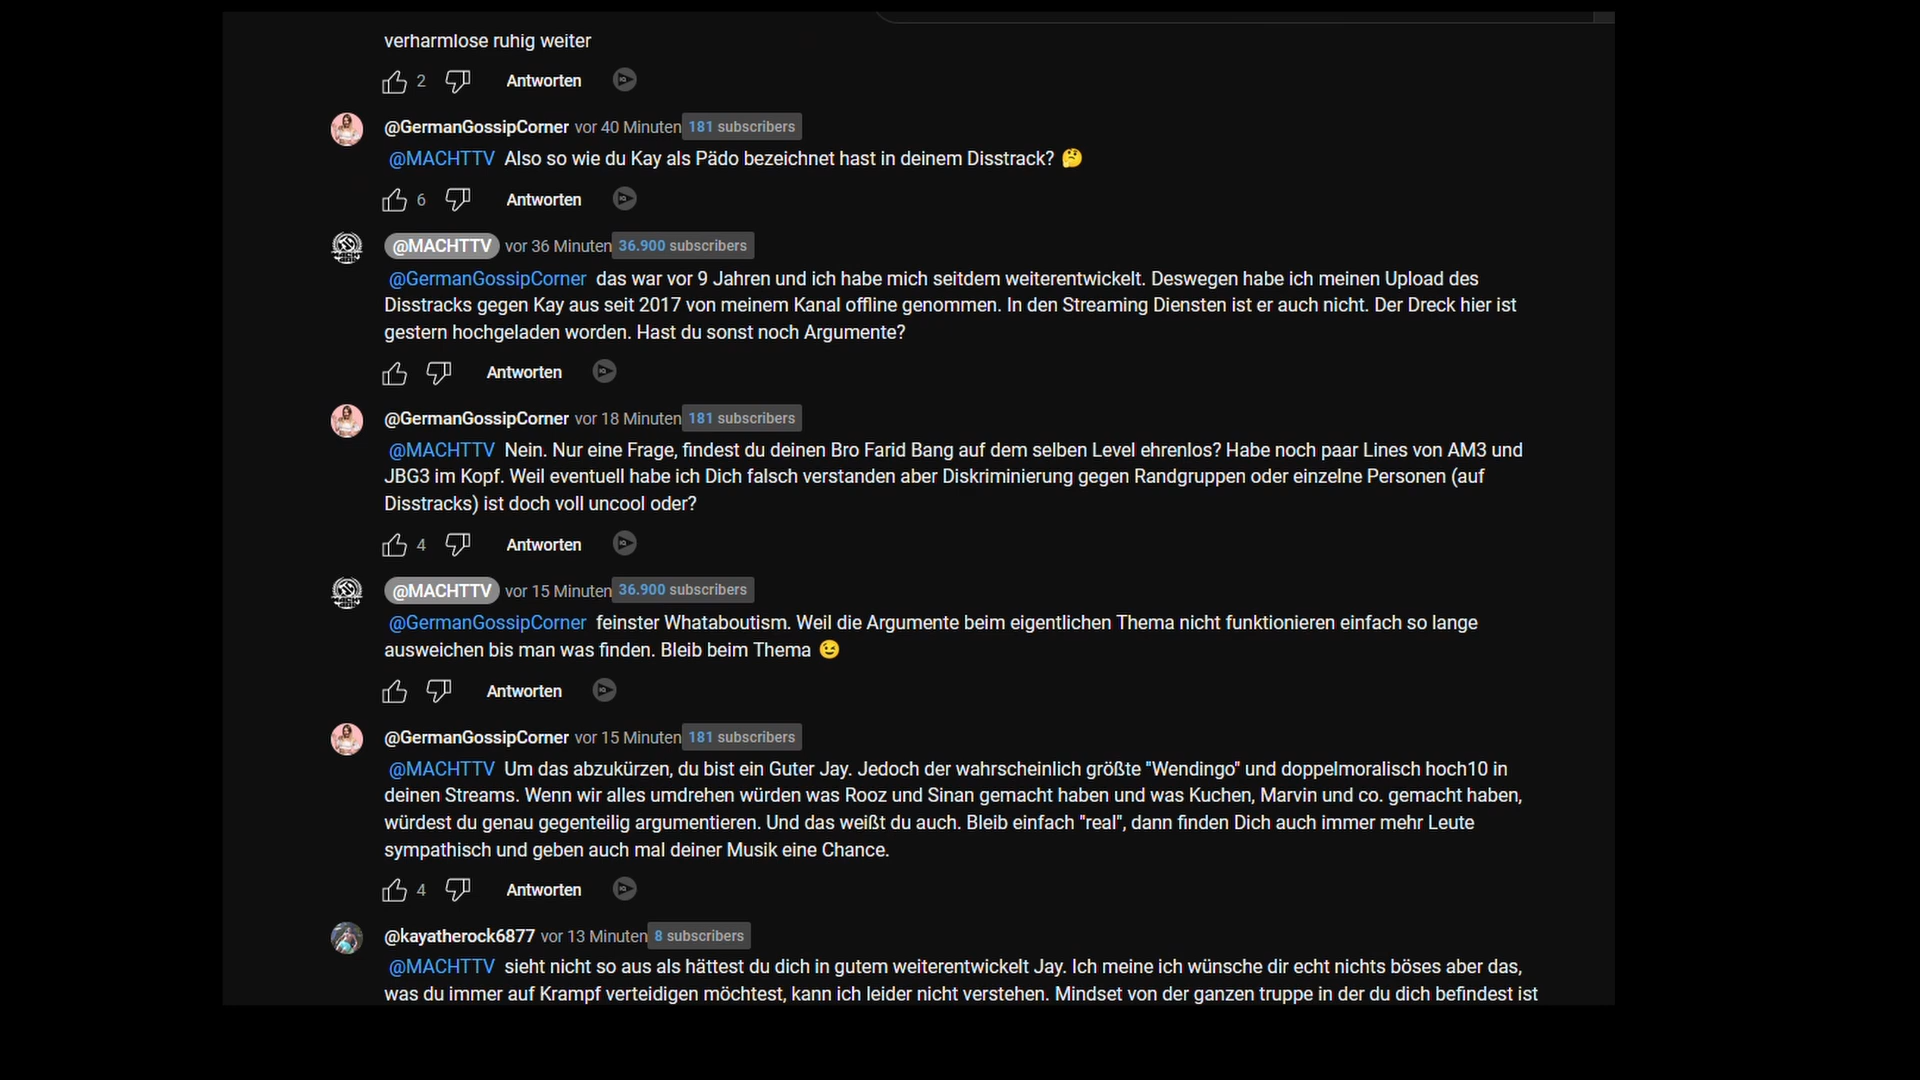 verharmlose ruhig weiter
2 Antworten
@GermanGossipCorner vor 40 Minuten 181 subscribers
@MACHTTV Also so wie du Kay als Pädo bezeichnet hast in deinem Disstrack? 🤔
6 Antworten
@MACHTTV vor 36 Minuten 36.900 subscribers
@GermanGossipCorner das war vor 9 Jahren und ich habe mich seitdem weiterentwickelt. Deswegen habe ich meinen Upload des
Disstracks gegen Kay aus seit 2017 von meinem Kanal offline genommen. In den Streaming Diensten ist er auch nicht. Der Dreck hier ist
gestern hochgeladen worden. Hast du sonst noch Argumente?
Antworten
@GermanGossipCorner vor 18 Minuten 181 subscribers
@MACHTTV Nein. Nur eine Frage, findest du deinen Bro Farid Bang auf dem selben Level ehrenlos? Habe noch paar Lines von AM3 und
JBG3 im Kopf. Weil eventuell habe ich Dich falsch verstanden aber Diskriminierung gegen Randgruppen oder einzelne Personen (auf
Disstracks) ist doch voll uncool oder?
4 Antworten
@MACHTTV vor 15 Minuten 36.900 subscribers
@GermanGossipCorner feinster Whataboutism. Weil die Argumente beim eigentlichen Thema nicht funktionieren einfach so lange
ausweichen bis man was finden. Bleib beim Thema 😉
Antworten
@GermanGossipCorner vor 15 Minuten 181 subscribers
@MACHTTV Um das abzukürzen, du bist ein Guter Jay. Jedoch der wahrscheinlich größte "Wendingo" und doppelmoralisch hoch10 in
deinen Streams. Wenn wir alles umdrehen würden was Rooz und Sinan gemacht haben und was Kuchen, Marvin und co. gemacht haben,
würdest du genau gegenteilig argumentieren. Und das weißt du auch. Bleib einfach "real", dann finden Dich auch immer mehr Leute
sympathisch und geben auch mal deiner Musik eine Chance.
4 Antworten
@kayatherock6877 vor 13 Minuten 8 subscribers
@MACHTTV sieht nicht so aus als hättest du dich in gutem weiterentwickelt Jay. Ich meine ich wünsche dir echt nichts böses aber das,
was du immer auf Krampf verteidigen möchtest, kann ich leider nicht verstehen. Mindset von der ganzen truppe in der du dich befindest ist